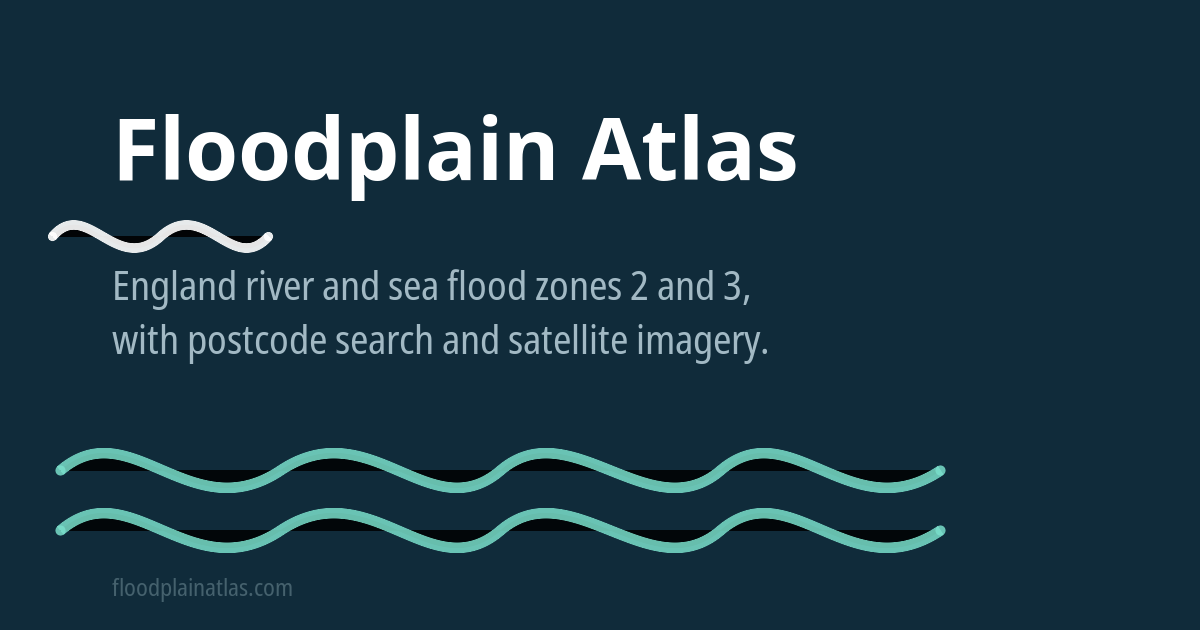 Floodplain Atlas
England river and sea flood zones 2 and 3,
with postcode search and satellite imagery.
floodplainatlas.com